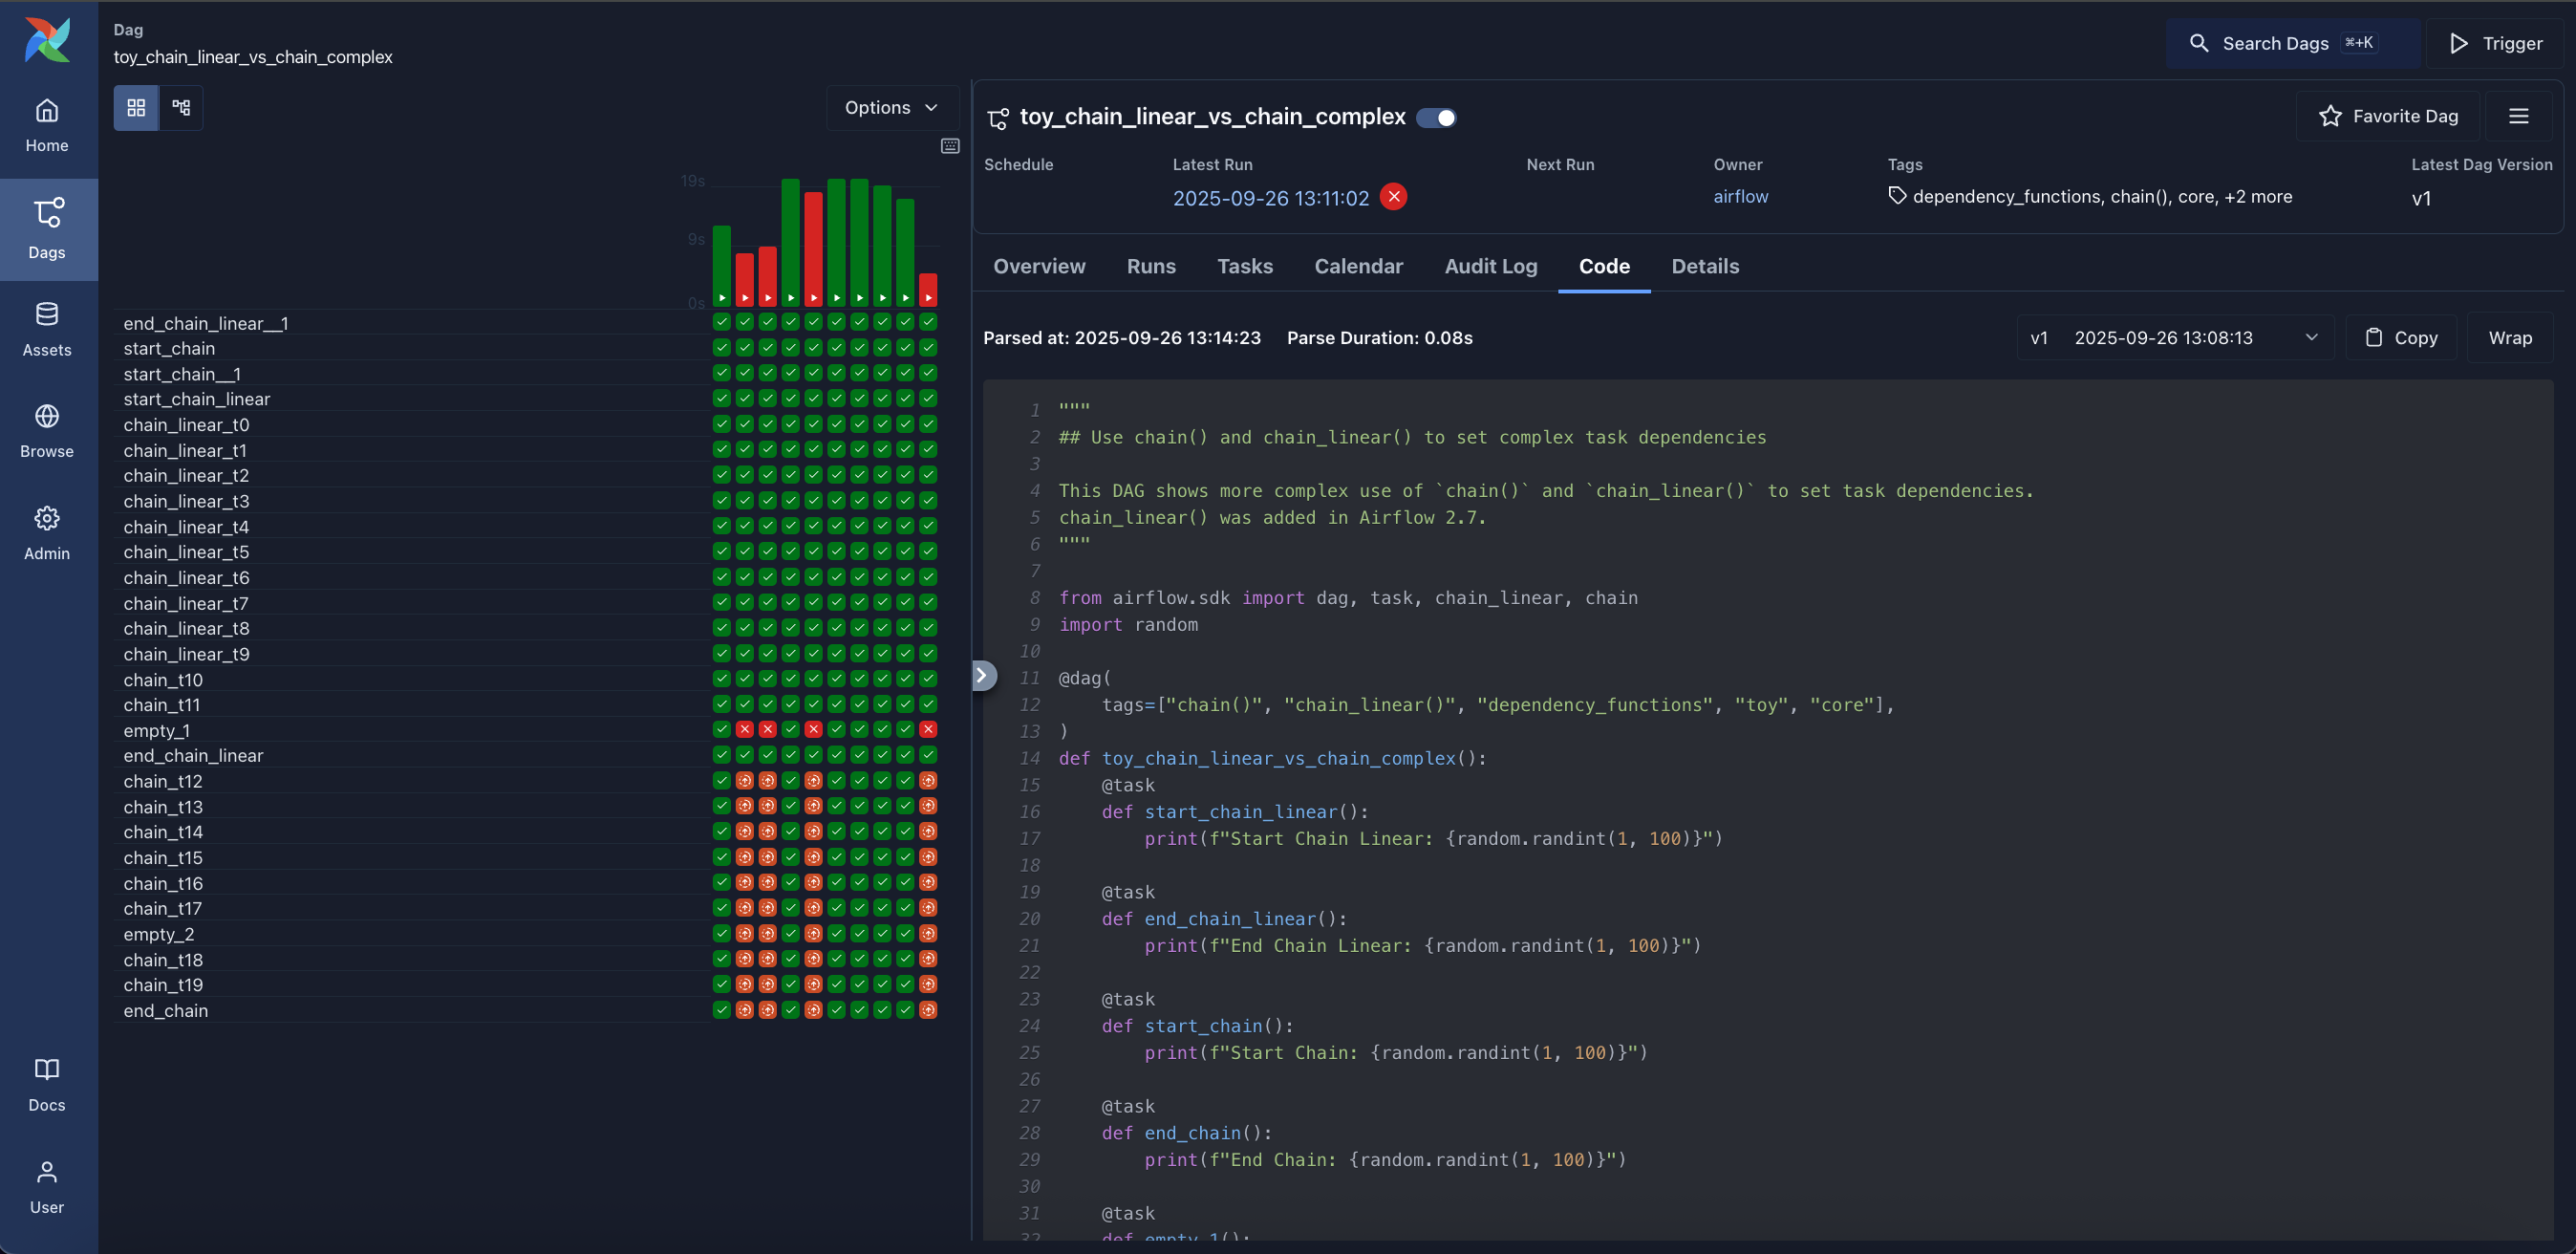 Dag
toy_chain_linear_vs_chain_complex
Search Dags ⌘+K
Trigger
Home
Dags
Assets
Browse
Admin
Docs
User
Options
19s
9s
0s
end_chain_linear__1
start_chain
start_chain__1
start_chain_linear
chain_linear_t0
chain_linear_t1
chain_linear_t2
chain_linear_t3
chain_linear_t4
chain_linear_t5
chain_linear_t6
chain_linear_t7
chain_linear_t8
chain_linear_t9
chain_t10
chain_t11
empty_1
end_chain_linear
chain_t12
chain_t13
chain_t14
chain_t15
chain_t16
chain_t17
empty_2
chain_t18
chain_t19
end_chain
toy_chain_linear_vs_chain_complex
Favorite Dag
Schedule Latest Run Next Run Owner Tags Latest Dag Version
2025-09-26 13:11:02 airflow dependency_functions, chain(), core, +2 more v1
Overview Runs Tasks Calendar Audit Log Code Details
Parsed at: 2025-09-26 13:14:23 Parse Duration: 0.08s v1 2025-09-26 13:08:13 Copy Wrap
1 """
2 ## Use chain() and chain_linear() to set complex task dependencies
3
4 This DAG shows more complex use of `chain()` and `chain_linear()` to set task dependencies.
5 chain_linear() was added in Airflow 2.7.
6 """
7
8 from airflow.sdk import dag, task, chain_linear, chain
9 import random
10
11 @dag(
12     tags=["chain()", "chain_linear()", "dependency_functions", "toy", "core"],
13 )
14 def toy_chain_linear_vs_chain_complex():
15     @task
16     def start_chain_linear():
17         print(f"Start Chain Linear: {random.randint(1, 100)}")
18
19     @task
20     def end_chain_linear():
21         print(f"End Chain Linear: {random.randint(1, 100)}")
22
23     @task
24     def start_chain():
25         print(f"Start Chain: {random.randint(1, 100)}")
26
27     @task
28     def end_chain():
29         print(f"End Chain: {random.randint(1, 100)}")
30
31     @task
32     def empty_1():